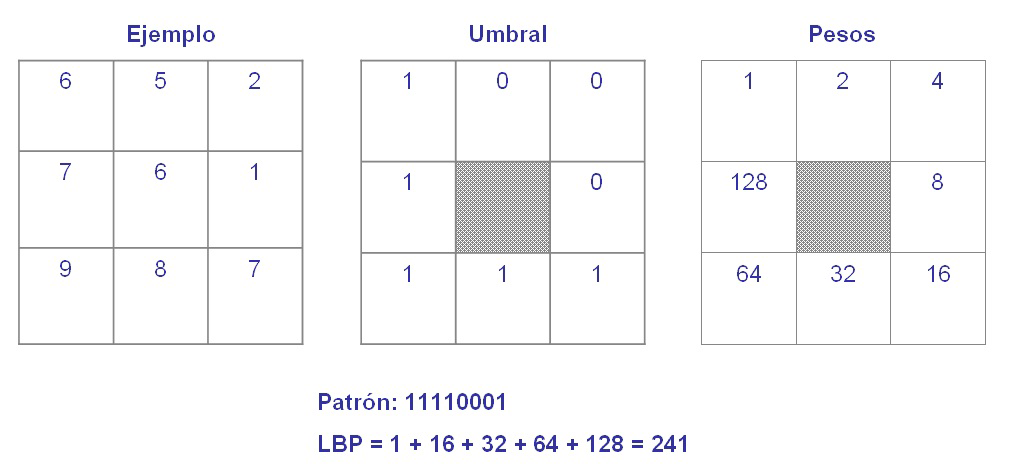 Ejemplo Umbral Pesos
6 5 2 1 0 0 1 2 4
7 6 1 1 0 128 8
9 8 7 1 1 1 64 32 16
Patrón: 11110001
LBP = 1 + 16 + 32 + 64 + 128 = 241